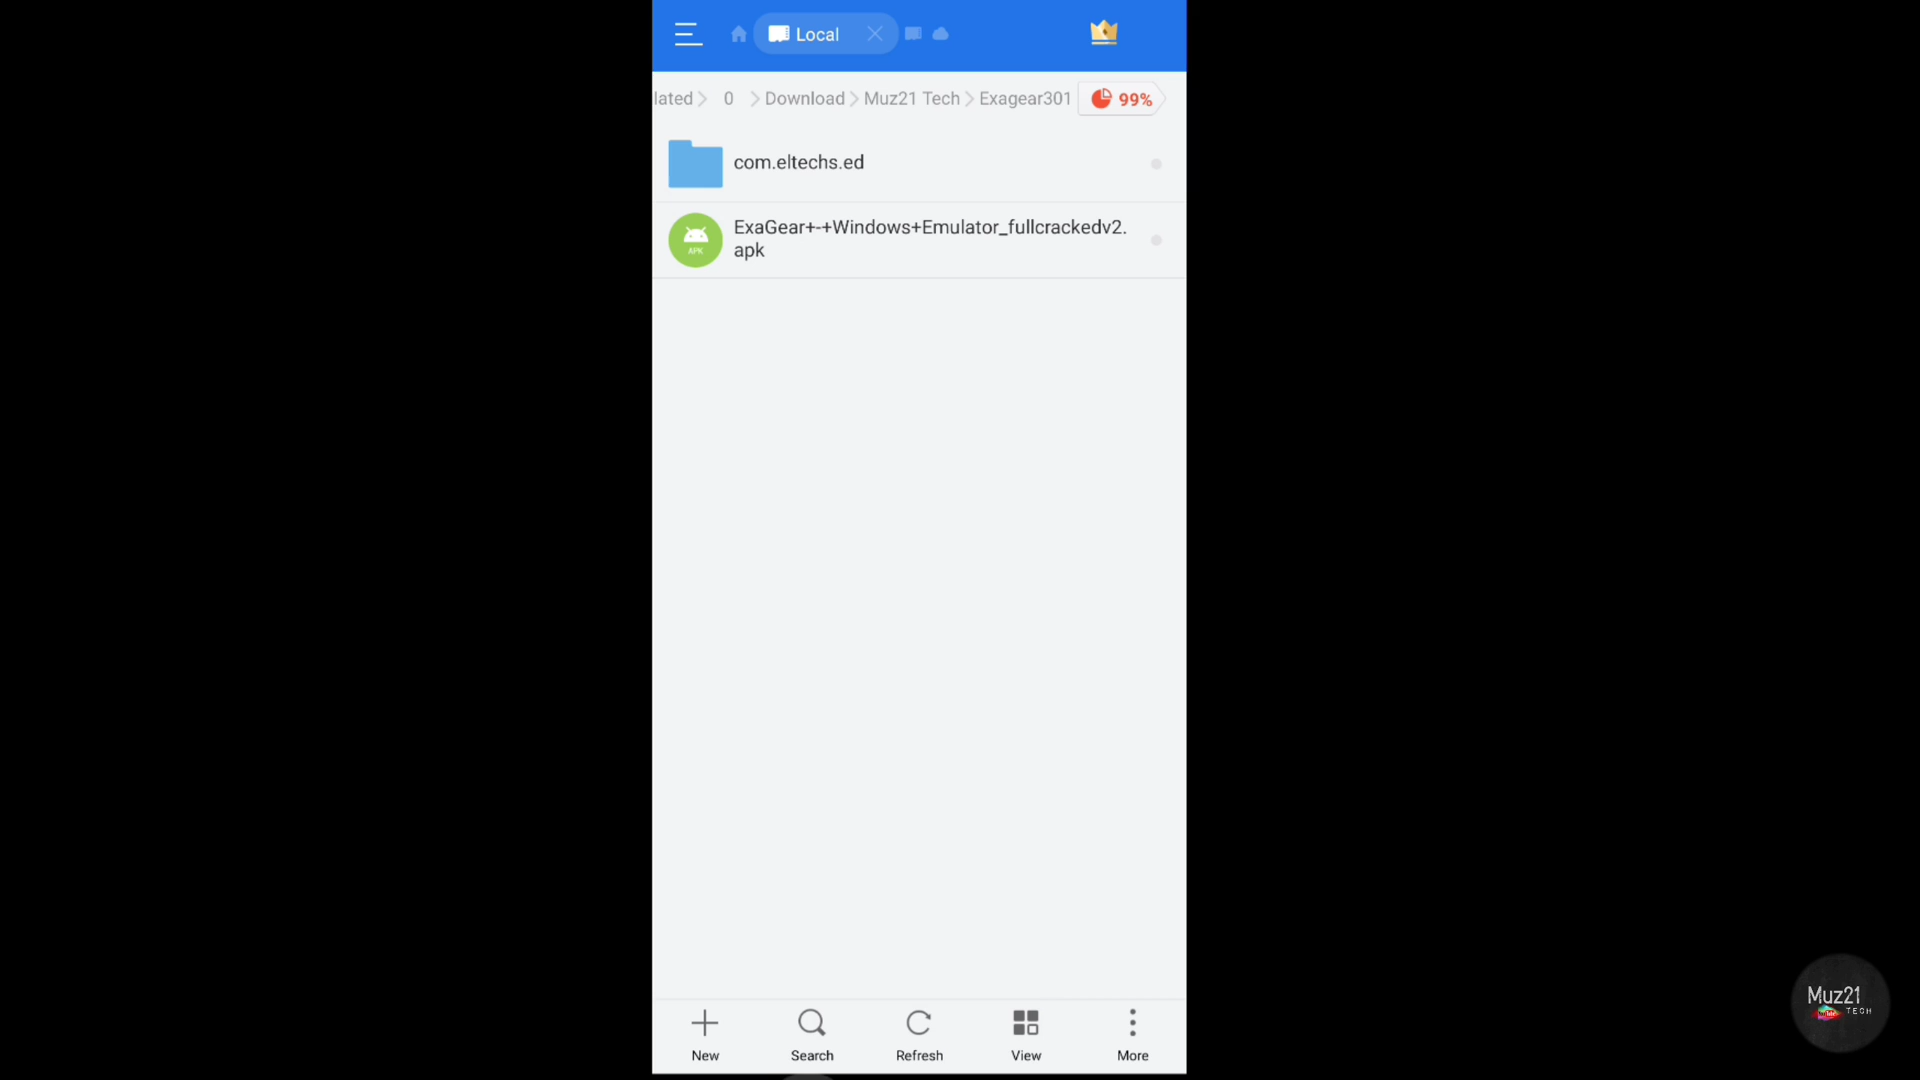 Local
lated
0
Download
Muz21 Tech
Exagear301
99%
com.eltechs.ed
ExaGear+-+Windows+Emulator_fullcrackedv2.
apk
APK
New
Search
Refresh
View
More
Muz21
TECH